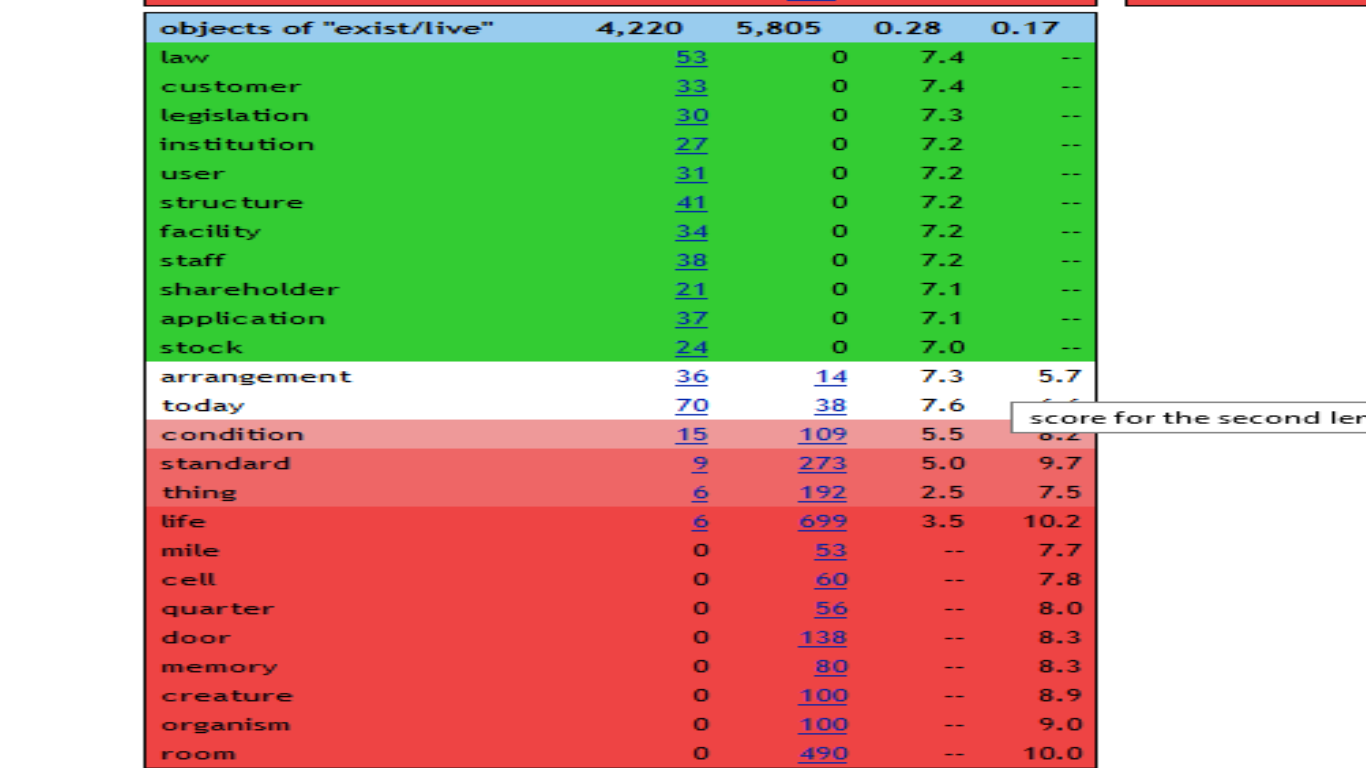 objects of "exist/live" 4,220 5,805 0.28 0.17
law 53 0 7.4 --
customer 33 0 7.4 --
legislation 30 0 7.3 --
institution 27 0 7.2 --
user 31 0 7.2 --
structure 41 0 7.2 --
facility 34 0 7.2 --
staff 38 0 7.2 --
shareholder 21 0 7.1 --
application 37 0 7.1 --
stock 24 0 7.0 --
arrangement 36 14 7.3 5.7
today 70 38 7.6
score for the second
condition 15 109 5.5 8.2
standard 9 273 5.0 9.7
thing 6 192 2.5 7.5
life 6 699 3.5 10.2
mile 0 53 -- 7.7
cell 0 60 -- 7.8
quarter 0 56 -- 8.0
door 0 138 -- 8.3
memory 0 80 -- 8.3
creature 0 100 -- 8.9
organism 0 100 -- 9.0
room 0 490 -- 10.0